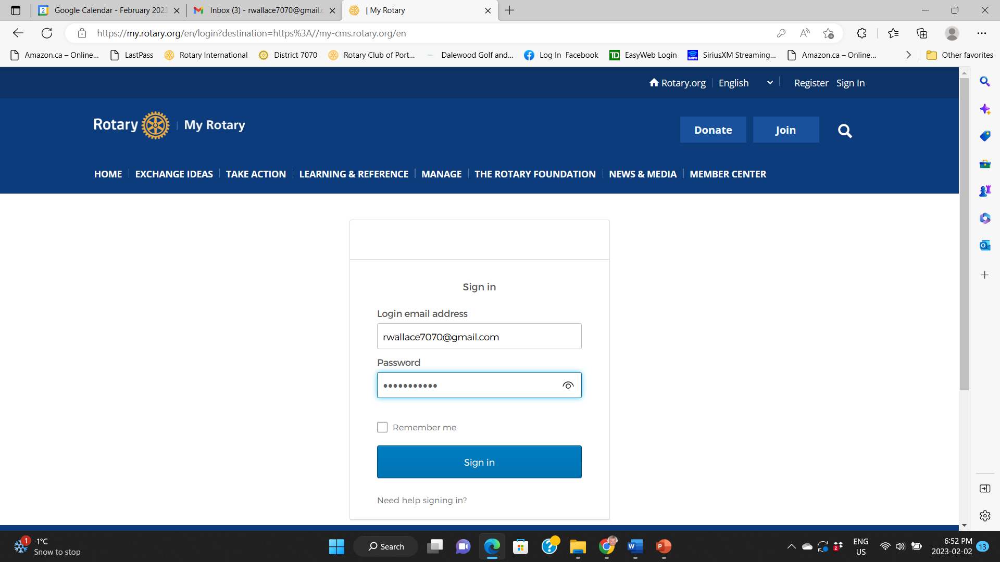 Google Calendar - February 2023
Inbox (3) - rwallace7070@gmail.c
| My Rotary
https://my.rotary.org/en/login?destination=https%3A//my-cms.rotary.org/en
Amazon.ca – Online...
LastPass
Rotary International
District 7070
Rotary Club of Port...
Dalewood Golf and...
Log In Facebook
EasyWeb Login
SiriusXM Streaming...
Amazon.ca – Online...
Other favorites
Rotary.org
English
Register
Sign In
Rotary | My Rotary
Donate
Join
HOME
EXCHANGE IDEAS
TAKE ACTION
LEARNING & REFERENCE
MANAGE
THE ROTARY FOUNDATION
NEWS & MEDIA
MEMBER CENTER
Sign in
Login email address
rwallace7070@gmail.com
Password
•••••••••••
Remember me
Sign in
Need help signing in?
1
-1°C
Snow to stop
Search
2
ENG
US
6:52 PM
2023-02-02
13